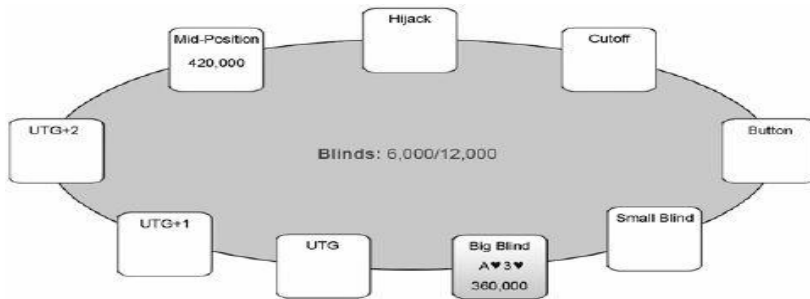 Hijack
Mid-Position
420,000
Cutoff
UTG+2
Button
Blinds: 6,000/12,000
UTG+1
UTG
Big Blind
A♥3♥
360,000
Small Blind